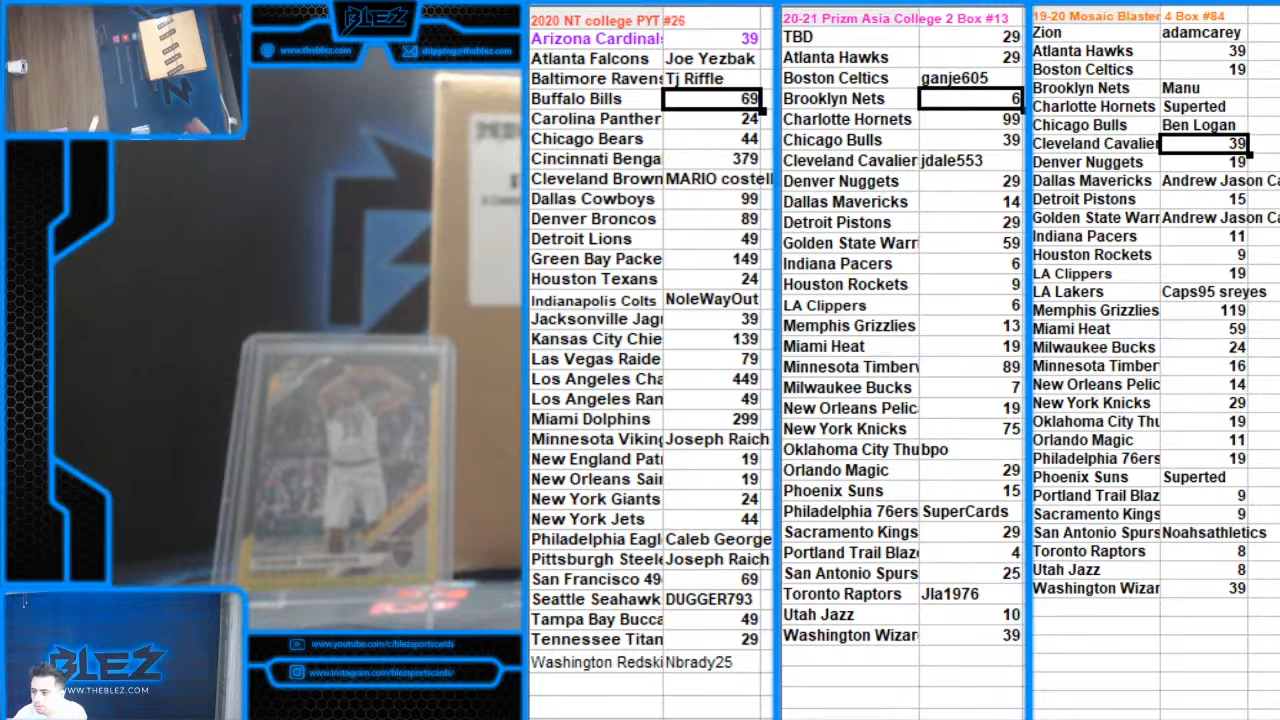 BLEZ
www.theblez.com
shipping@theblez.com
BLEZ
WWW.THEBLEZ.COM
www.youtube.com/c/blezsportscards
www.instagram.com/blezsportscards/
2020 NT college PYT #26
Arizona Cardinals 39
Atlanta Falcons Joe Yezbak
Baltimore Ravens Tj Riffle
Buffalo Bills 69
Carolina Panther 24
Chicago Bears 44
Cincinnati Benga 379
Cleveland Brown MARIO costell
Dallas Cowboys 99
Denver Broncos 89
Detroit Lions 49
Green Bay Packe 149
Houston Texans 24
Indianapolis Colts NoleWayOut
Jacksonville Jagu 39
Kansas City Chie 139
Las Vegas Raide 79
Los Angeles Cha 449
Los Angeles Ran 49
Miami Dolphins 299
Minnesota Viking Joseph Raich
New England Patr 19
New Orleans Sain 19
New York Giants 24
New York Jets 44
Philadelphia Eagl Caleb George
Pittsburgh Steele Joseph Raich
San Francisco 49 69
Seattle Seahawk DUGGER793
Tampa Bay Bucca 49
Tennessee Titan 29
Washington Redski Nbrady25
20-21 Prizm Asia College 2 Box #13
TBD 29
Atlanta Hawks 29
Boston Celtics ganje605
Brooklyn Nets 6
Charlotte Hornets 99
Chicago Bulls 39
Cleveland Cavalier jdale553
Denver Nuggets 29
Dallas Mavericks 14
Detroit Pistons 29
Golden State Warri 59
Indiana Pacers 6
Houston Rockets 9
LA Clippers 6
Memphis Grizzlies 13
Miami Heat 19
Minnesota Timberv 89
Milwaukee Bucks 7
New Orleans Pelic 19
New York Knicks 75
Oklahoma City Thu bpo
Orlando Magic 29
Phoenix Suns 15
Philadelphia 76ers SuperCards
Sacramento Kings 29
Portland Trail Blaze 4
San Antonio Spurs 25
Toronto Raptors Jla1976
Utah Jazz 10
Washington Wizar 39
19-20 Mosaic Blaster 4 Box #84
Zion adamcarey
Atlanta Hawks 39
Boston Celtics 19
Brooklyn Nets Manu
Charlotte Hornets Superted
Chicago Bulls Ben Logan
Cleveland Cavalier 39
Denver Nuggets 19
Dallas Mavericks Andrew Jason Ca
Detroit Pistons 15
Golden State Warr Andrew Jason Ca
Indiana Pacers 11
Houston Rockets 9
LA Clippers 19
LA Lakers Caps95 sreyes
Memphis Grizzlies 119
Miami Heat 59
Milwaukee Bucks 24
Minnesota Timber 16
New Orleans Pelic 14
New York Knicks 29
Oklahoma City Thu 19
Orlando Magic 11
Philadelphia 76ers 19
Phoenix Suns Superted
Portland Trail Blaz 9
Sacramento Kings 9
San Antonio Spurs Noahsathletics
Toronto Raptors 8
Utah Jazz 8
Washington Wizar 39